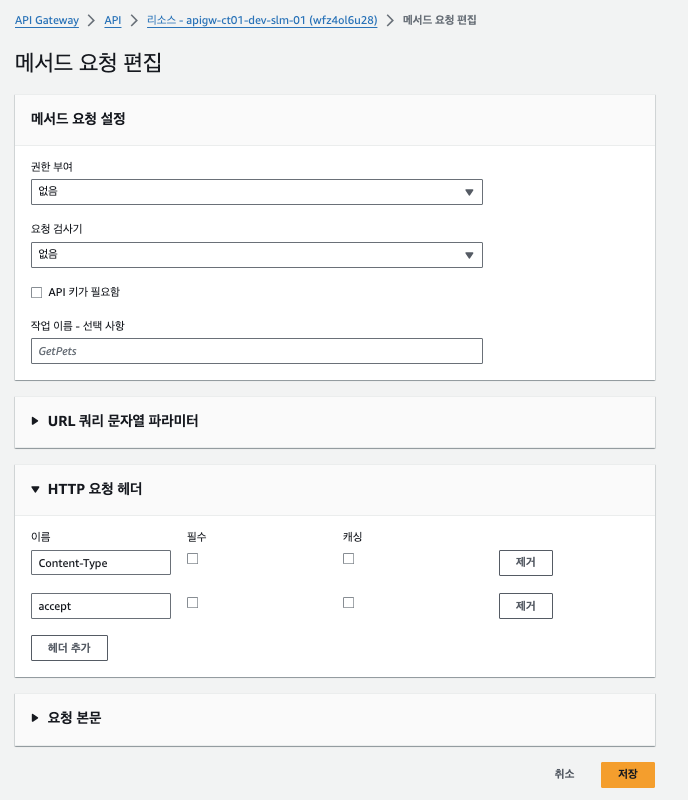 API Gateway > API > 리소스 - apigw-ct01-dev-slm-01 (wfz4ol6u28) > 메서드 요청 편집
메서드 요청 편집
메서드 요청 설정
권한 부여
없음
요청 검사기
없음
API 키가 필요함
작업 이름 - 선택 사항
GetPets
URL 쿼리 문자열 파라미터
HTTP 요청 헤더
이름 필수 캐싱
Content-Type 제거
accept 제거
헤더 추가
요청 본문
취소 저장